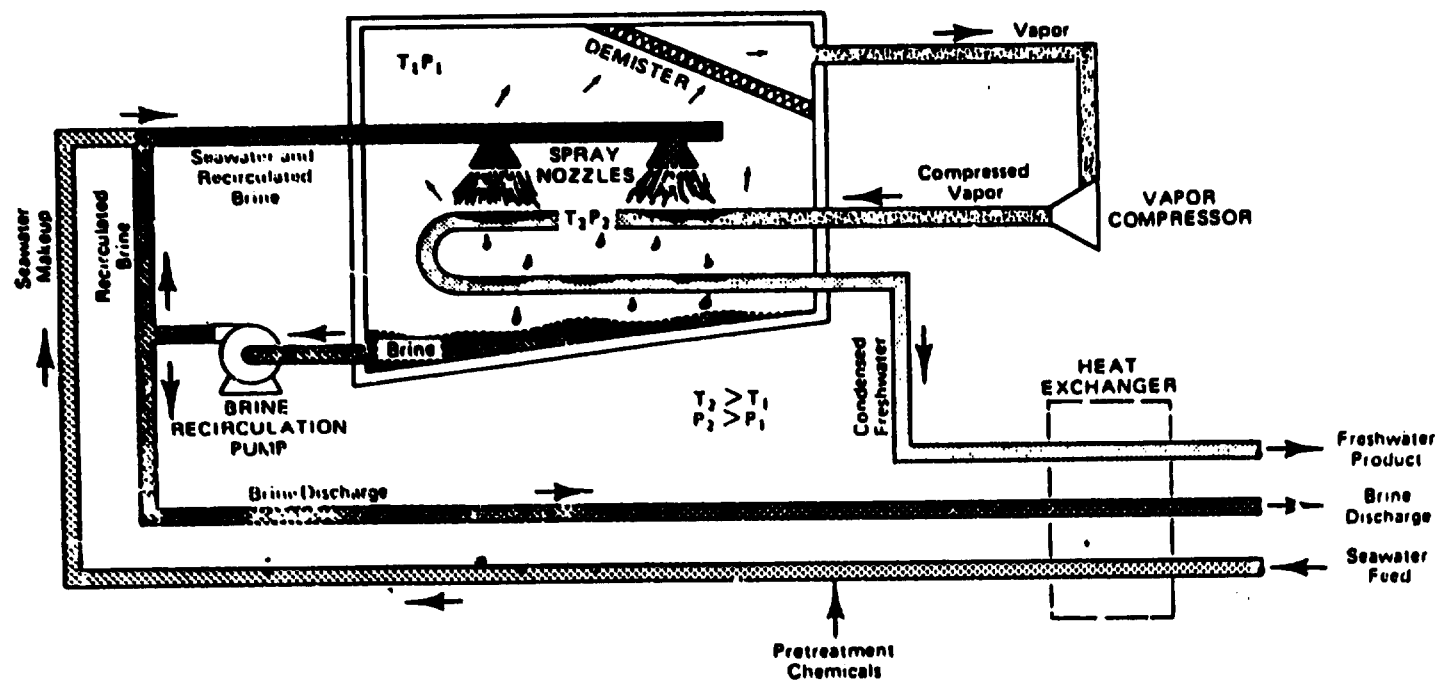 Vapor
T₁P₁
DEMISTER
Seawater and
Recirculated
Brine
SPRAY
NOZZLES
Compressed
Vapor
VAPOR
COMPRESSOR
T₂P₂
Seawater
Makeup
Recirculated
Brine
Brine
BRINE
RECIRCULATION
PUMP
T₂ > T₁
P₂ > P₁
Condensed
Freshwater
HEAT
EXCHANGER
Freshwater
Product
Brine Discharge
Brine
Discharge
Seawater
Feed
Pretreatment
Chemicals